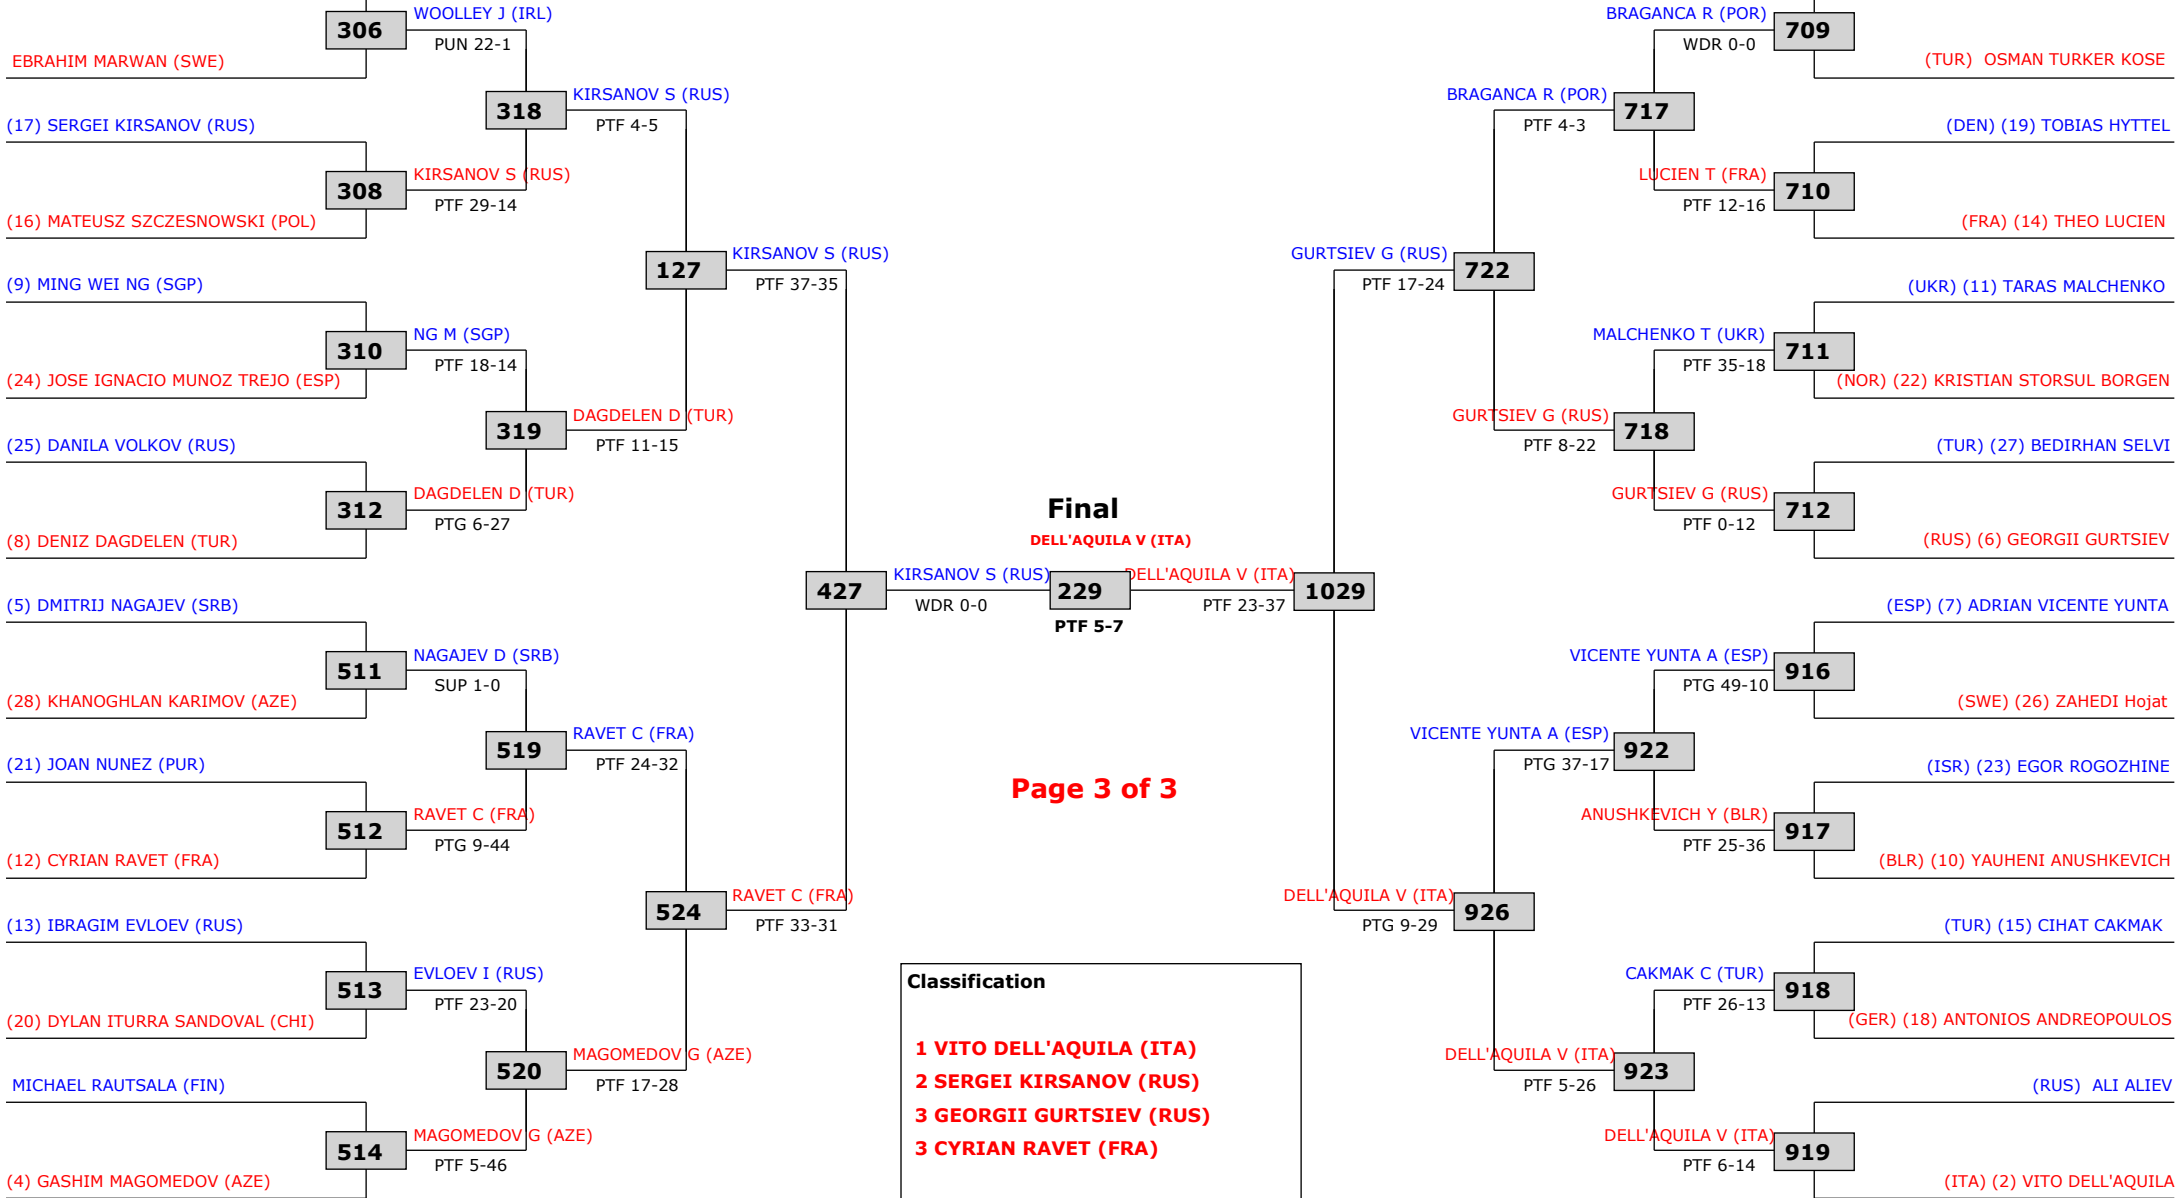 306
WOOLLEY J (IRL)
PUN 22-1
EBRAHIM MARWAN (SWE)
318
KIRSANOV S (RUS)
PTF 4-5
(17) SERGEI KIRSANOV (RUS)
308
KIRSANOV S (RUS)
PTF 29-14
(16) MATEUSZ SZCZESNOWSKI (POL)
127
KIRSANOV S (RUS)
PTF 37-35
(9) MING WEI NG (SGP)
310
NG M (SGP)
PTF 18-14
(24) JOSE IGNACIO MUNOZ TREJO (ESP)
319
DAGDELEN D (TUR)
PTF 11-15
(25) DANILA VOLKOV (RUS)
312
DAGDELEN D (TUR)
PTG 6-27
(8) DENIZ DAGDELEN (TUR)
427
KIRSANOV S (RUS)
WDR 0-0
(5) DMITRIJ NAGAJEV (SRB)
511
NAGAJEV D (SRB)
SUP 1-0
(28) KHANOGHLAN KARIMOV (AZE)
519
RAVET C (FRA)
PTF 24-32
(21) JOAN NUNEZ (PUR)
512
RAVET C (FRA)
PTG 9-44
(12) CYRIAN RAVET (FRA)
524
RAVET C (FRA)
PTF 33-31
(13) IBRAGIM EVLOEV (RUS)
513
EVLOEV I (RUS)
PTF 23-20
(20) DYLAN ITURRA SANDOVAL (CHI)
520
MAGOMEDOV G (AZE)
PTF 17-28
MICHAEL RAUTSALA (FIN)
514
MAGOMEDOV G (AZE)
PTF 5-46
(4) GASHIM MAGOMEDOV (AZE)
Final
DELL'AQUILA V (ITA)
229
PTF 5-7
Page 3 of 3
Classification
1 VITO DELL'AQUILA (ITA)
2 SERGEI KIRSANOV (RUS)
3 GEORGII GURTSIEV (RUS)
3 CYRIAN RAVET (FRA)
DELL'AQUILA V (ITA)
PTF 23-37
1029
BRAGANCA R (POR)
WDR 0-0
709
(TUR) OSMAN TURKER KOSE
BRAGANCA R (POR)
PTF 4-3
717
(DEN) (19) TOBIAS HYTTEL
LUCIEN T (FRA)
PTF 12-16
710
(FRA) (14) THEO LUCIEN
GURTSIEV G (RUS)
PTF 17-24
722
(UKR) (11) TARAS MALCHENKO
MALCHENKO T (UKR)
PTF 35-18
711
(NOR) (22) KRISTIAN STORSUL BORGEN
GURTSIEV G (RUS)
PTF 8-22
718
(TUR) (27) BEDIRHAN SELVI
GURTSIEV G (RUS)
PTF 0-12
712
(RUS) (6) GEORGII GURTSIEV
(ESP) (7) ADRIAN VICENTE YUNTA
VICENTE YUNTA A (ESP)
PTG 49-10
916
(SWE) (26) ZAHEDI Hojat
VICENTE YUNTA A (ESP)
PTG 37-17
922
(ISR) (23) EGOR ROGOZHINE
ANUSHKEVICH Y (BLR)
PTF 25-36
917
(BLR) (10) YAUHENI ANUSHKEVICH
DELL'AQUILA V (ITA)
PTG 9-29
926
(TUR) (15) CIHAT CAKMAK
CAKMAK C (TUR)
PTF 26-13
918
(GER) (18) ANTONIOS ANDREOPOULOS
DELL'AQUILA V (ITA)
PTF 5-26
923
(RUS) ALI ALIEV
DELL'AQUILA V (ITA)
PTF 6-14
919
(ITA) (2) VITO DELL'AQUILA